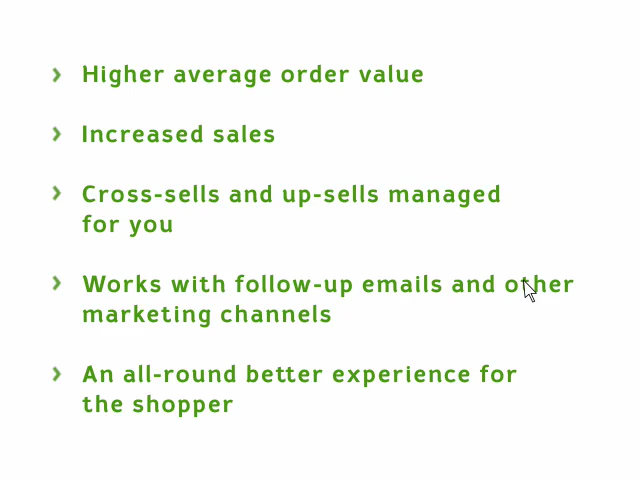 Higher average order value
Increased sales
Cross-sells and up-sells managed
for you
Works with follow-up emails and other
marketing channels
An all-round better experience for
the shopper